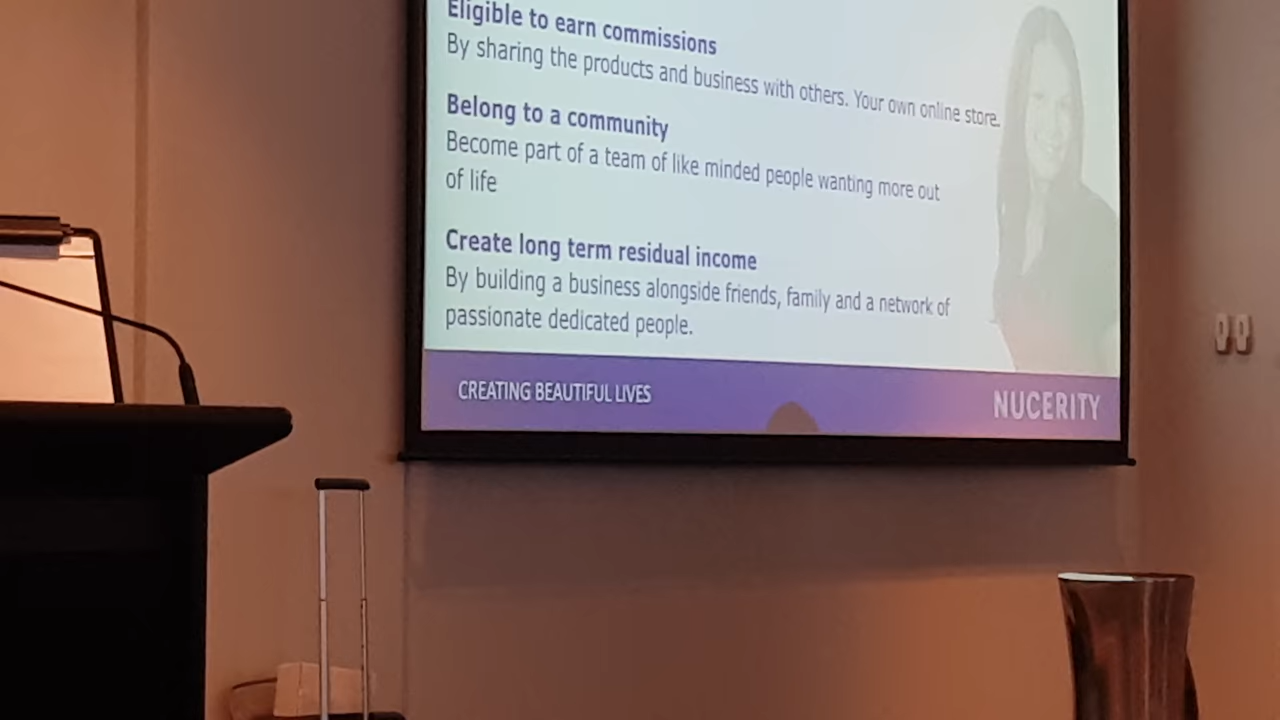 Eligible to earn commissions
By sharing the products and business with others. Your own online store.
Belong to a community
Become part of a team of like minded people wanting more out
of life
Create long term residual income
By building a business alongside friends, family and a network of
passionate dedicated people.
CREATING BEAUTIFUL LIVES
NUCERITY